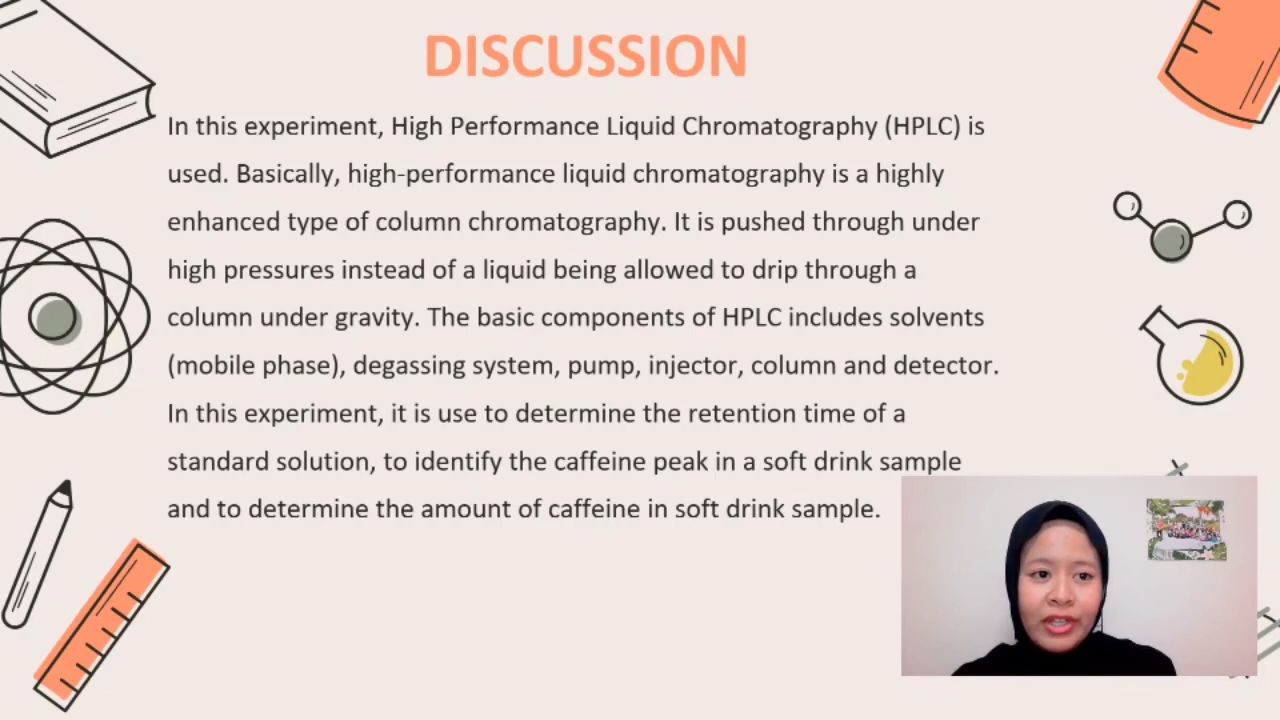 DISCUSSION
In this experiment, High Performance Liquid Chromatography (HPLC) is
used. Basically, high-performance liquid chromatography is a highly
enhanced type of column chromatography. It is pushed through under
high pressures instead of a liquid being allowed to drip through a
column under gravity. The basic components of HPLC includes solvents
(mobile phase), degassing system, pump, injector, column and detector.
In this experiment, it is use to determine the retention time of a
standard solution, to identify the caffeine peak in a soft drink sample
and to determine the amount of caffeine in soft drink sample.